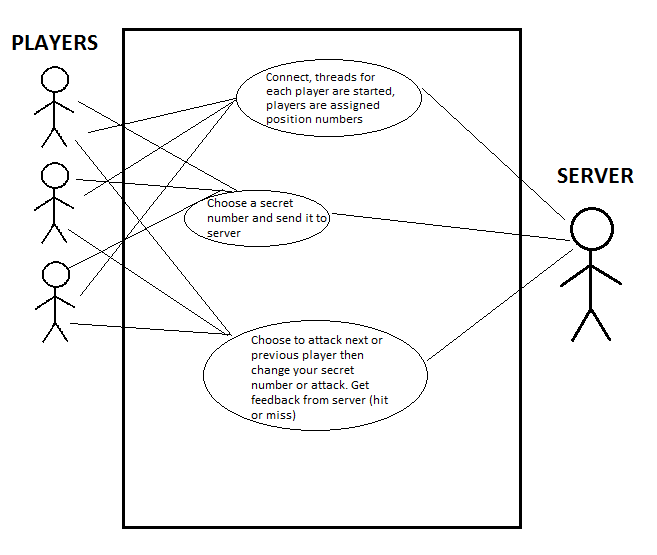 PLAYERS
Connect, threads for
each player are started,
players are assigned
position numbers
SERVER
Choose a secret
number and send it to
server
Choose to attack next or
previous player then
change your secret
number or attack. Get
feedback from server (hit
or miss)